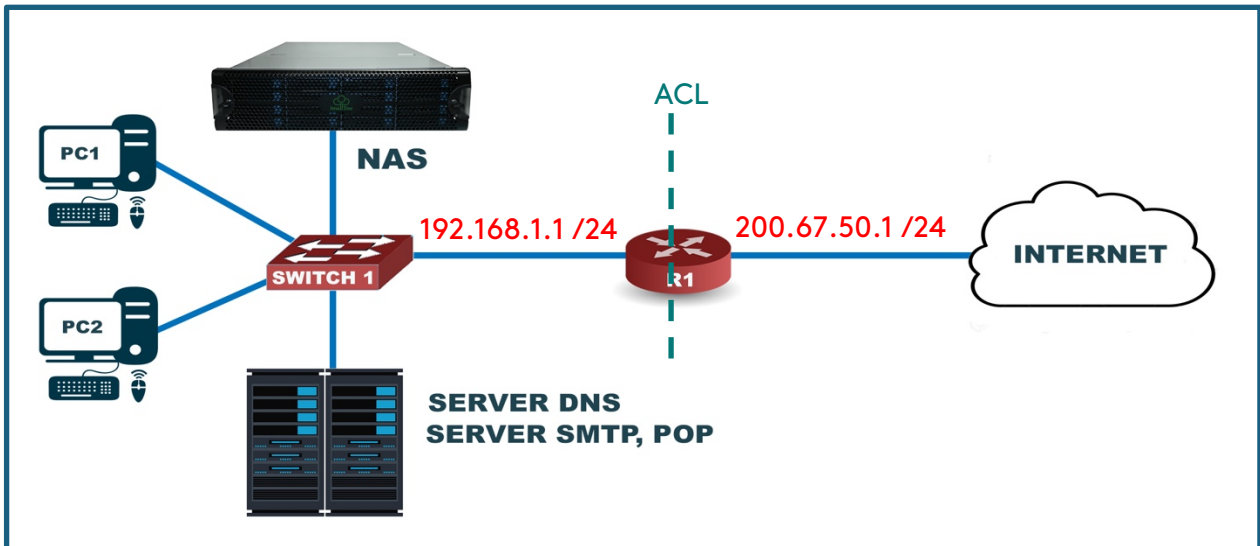 ACL
PC1
NAS
192.168.1.1 /24
200.67.50.1 /24
SWITCH 1
R1
INTERNET
PC2
SERVER DNS
SERVER SMTP, POP